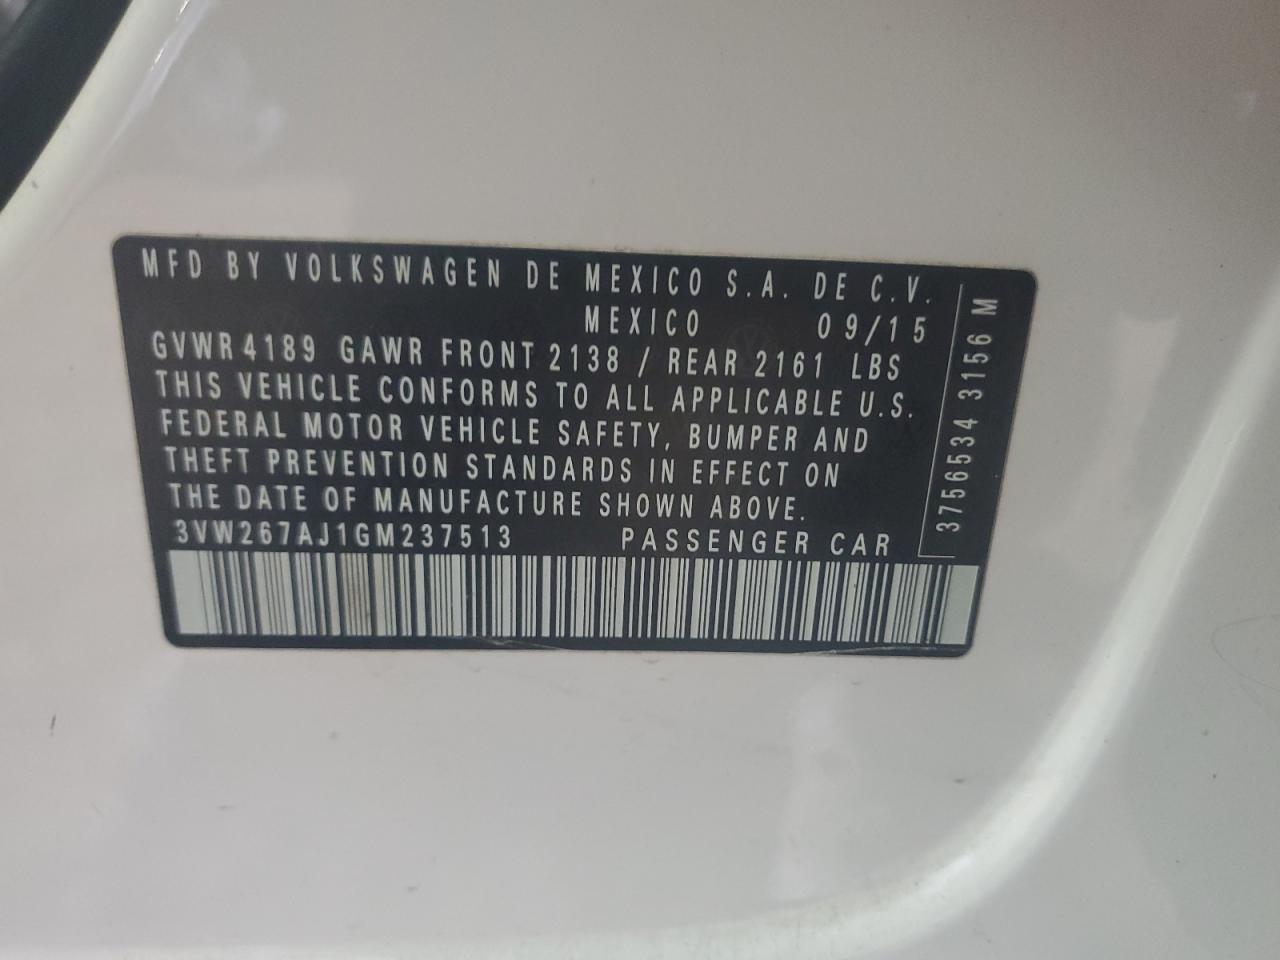 MFD BY VOLKSWAGEN DE MEXICO S.A. DE C.V.
MEXICO 09/15
GVWR 4189 GAWR FRONT 2138 / REAR 2161 LBS
THIS VEHICLE CONFORMS TO ALL APPLICABLE U.S.
FEDERAL MOTOR VEHICLE SAFETY, BUMPER AND
THEFT PREVENTION STANDARDS IN EFFECT ON
THE DATE OF MANUFACTURE SHOWN ABOVE.
3VW267AJ1GM237513 PASSENGER CAR
3756534 3156 M